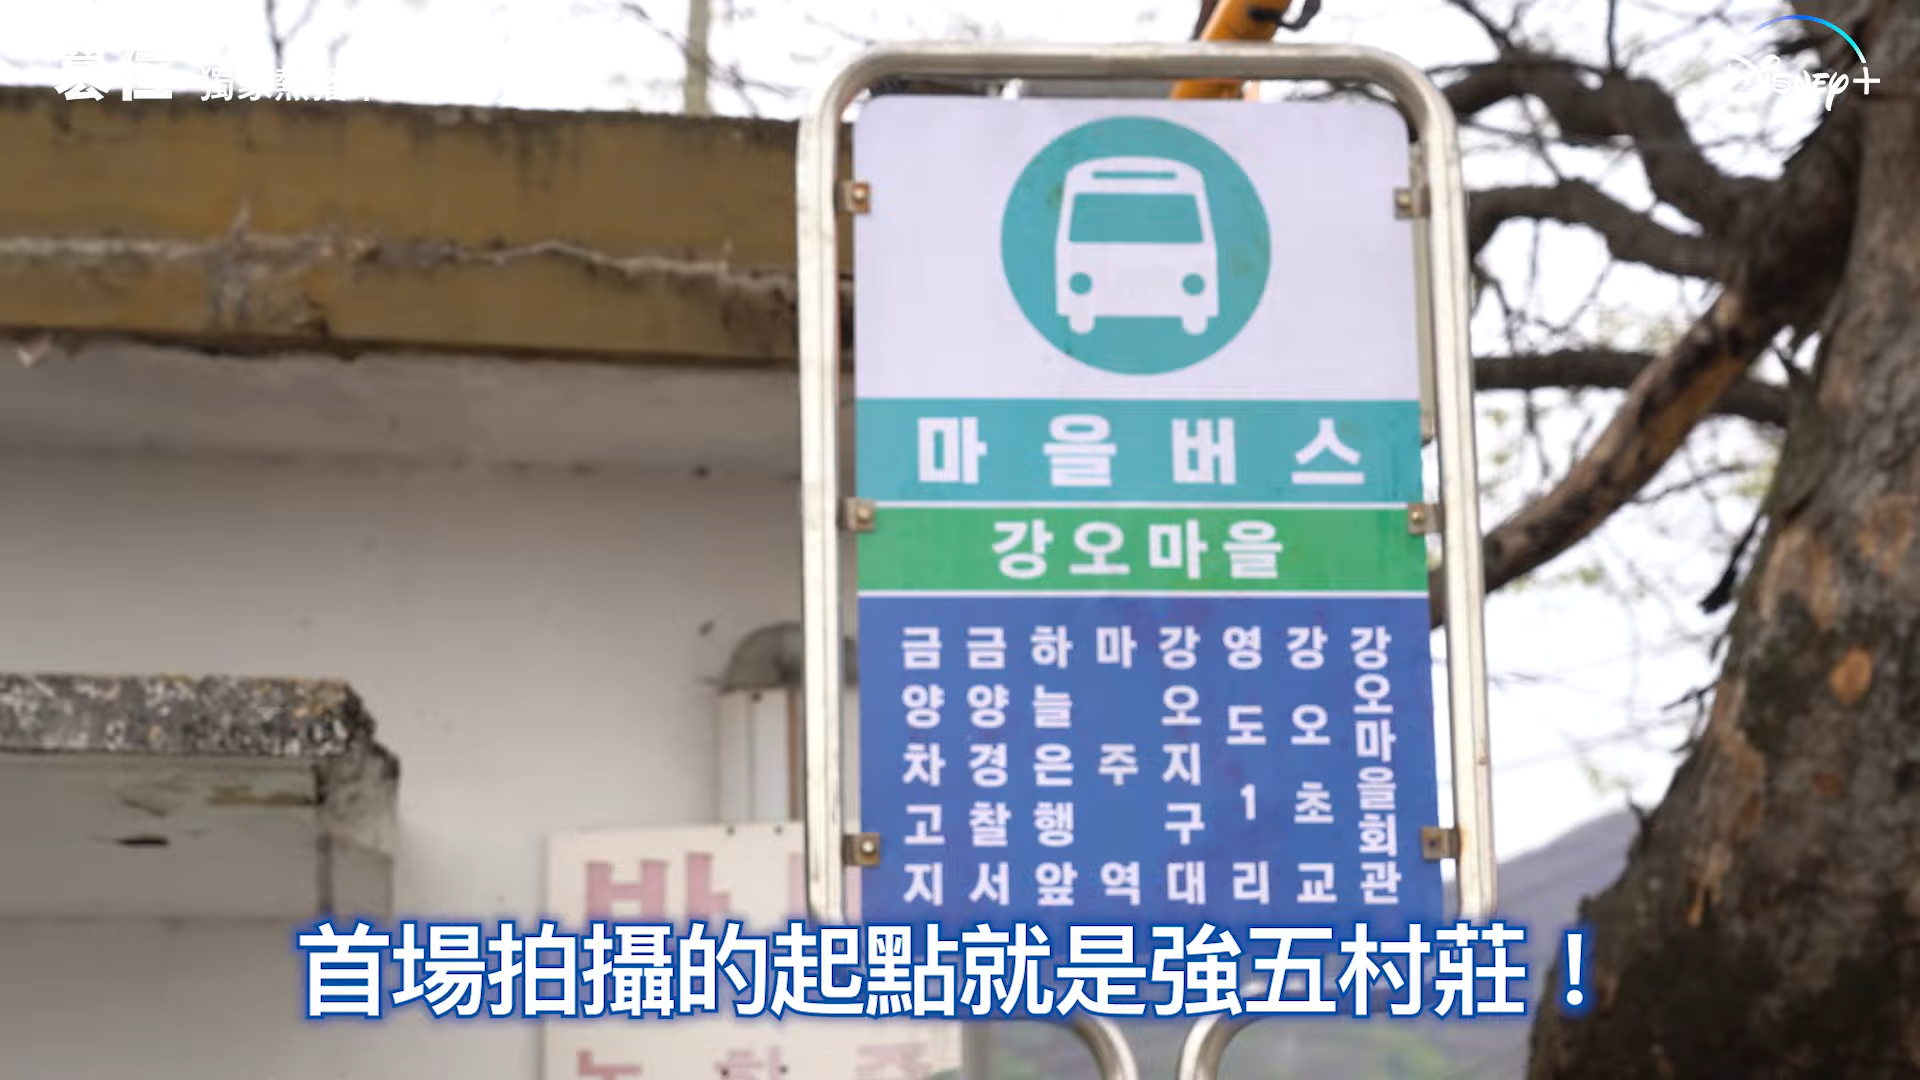 獨家
Disney+
마을버스
강오마을
금양차고지
금양경찰서
하늘은행앞
마주역
강오지구대
영도1리
강오초교
강오마을회관
首場拍攝的起點就是強五村莊！